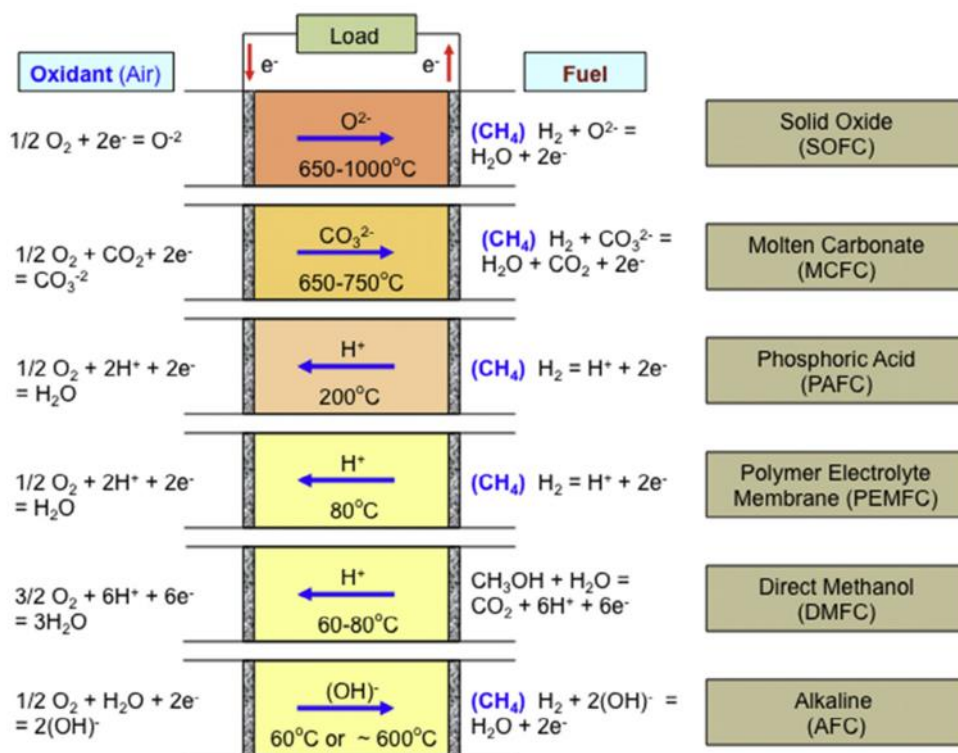 Load
e⁻ e⁻
Oxidant (Air)
Fuel
1/2 O₂ + 2e⁻ = O⁻²
O²⁻
650-1000°C
(CH₄) H₂ + O²⁻ =
H₂O + 2e⁻
Solid Oxide
(SOFC)
1/2 O₂ + CO₂+ 2e⁻
= CO₃⁻²
CO₃²⁻
650-750°C
(CH₄) H₂ + CO₃²⁻ =
H₂O + CO₂ + 2e⁻
Molten Carbonate
(MCFC)
1/2 O₂ + 2H⁺ + 2e⁻
= H₂O
H⁺
200°C
(CH₄) H₂ = H⁺ + 2e⁻
Phosphoric Acid
(PAFC)
1/2 O₂ + 2H⁺ + 2e⁻
= H₂O
H⁺
80°C
(CH₄) H₂ = H⁺ + 2e⁻
Polymer Electrolyte
Membrane (PEMFC)
3/2 O₂ + 6H⁺ + 6e⁻
= 3H₂O
H⁺
60-80°C
CH₃OH + H₂O =
CO₂ + 6H⁺ + 6e⁻
Direct Methanol
(DMFC)
1/2 O₂ + H₂O + 2e⁻
= 2(OH)⁻
(OH)⁻
60°C or ~ 600°C
(CH₄) H₂ + 2(OH)⁻ =
H₂O + 2e⁻
Alkaline
(AFC)